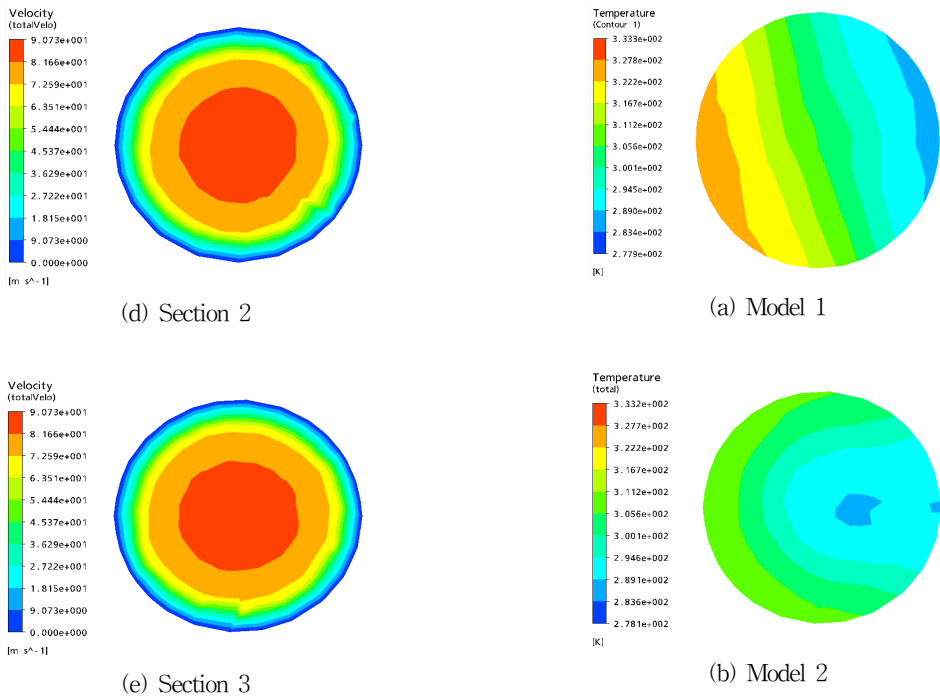 Velocity
(totalVelo)
9.073e+001
8.166e+001
7.259e+001
6.351e+001
5.444e+001
4.537e+001
3.629e+001
2.722e+001
1.815e+001
9.073e+000
0.000e+000
[m s^-1]
(d) Section 2
Temperature
(Contour 1)
3.333e+002
3.278e+002
3.222e+002
3.167e+002
3.112e+002
3.056e+002
3.001e+002
2.945e+002
2.890e+002
2.834e+002
2.779e+002
[K]
(a) Model 1
Velocity
(totalVelo)
9.073e+001
8.166e+001
7.259e+001
6.351e+001
5.444e+001
4.537e+001
3.629e+001
2.722e+001
1.815e+001
9.073e+000
0.000e+000
[m s^-1]
(e) Section 3
Temperature
(total)
3.332e+002
3.277e+002
3.222e+002
3.167e+002
3.112e+002
3.056e+002
3.001e+002
2.946e+002
2.891e+002
2.836e+002
2.781e+002
[K]
(b) Model 2